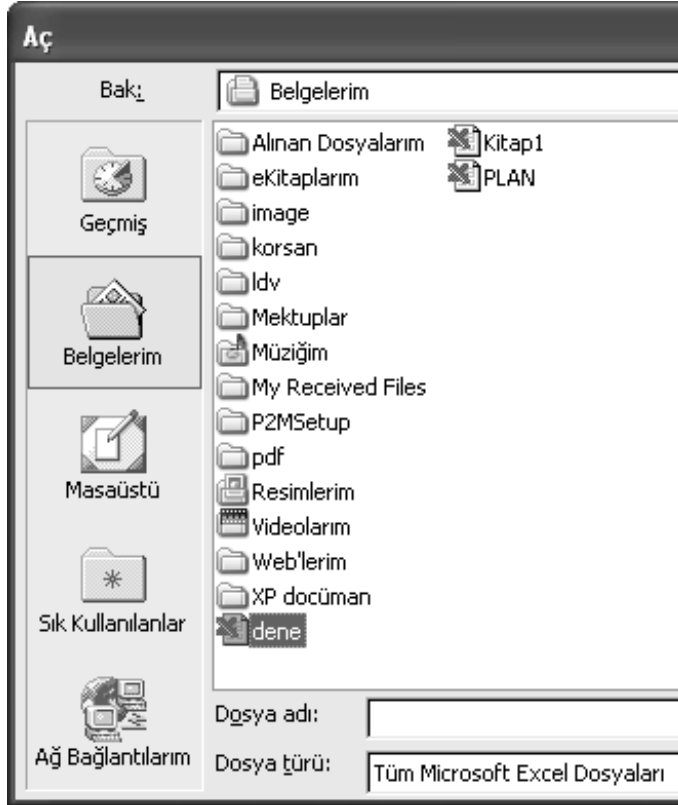 Aç
Bak:
Belgelerim
Geçmiş
Belgelerim
Masaüstü
Sık Kullanılanlar
Ağ Bağlantılarım
Alınan Dosyalarım
eKitaplarım
image
korsan
ldv
Mektuplar
Müziğim
My Received Files
P2MSetup
pdf
Resimlerim
Videolarım
Web'lerim
XP docüman
dene
Kitap1
PLAN
Dosya adı:
Dosya türü:
Tüm Microsoft Excel Dosyaları